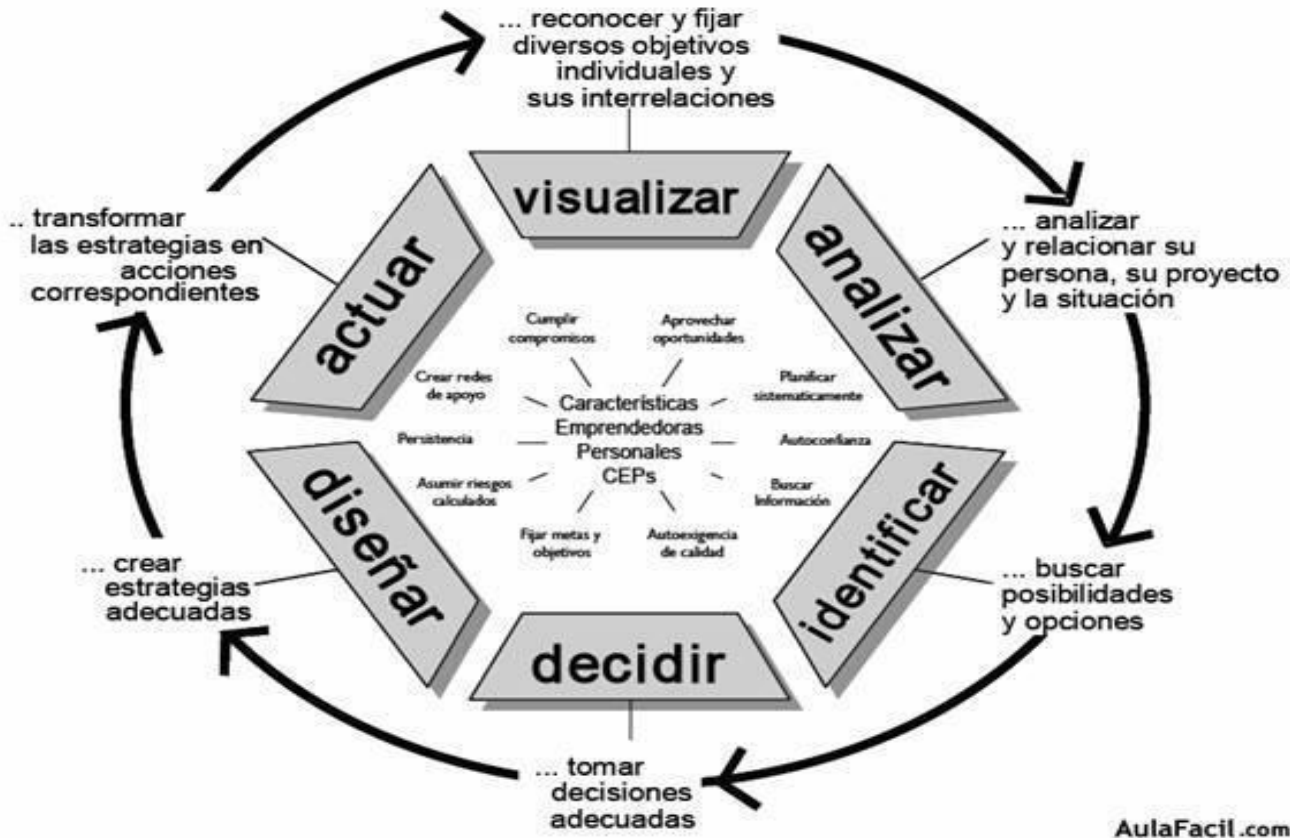 ... reconocer y fijar
diversos objetivos
individuales y
sus interrelaciones
visualizar
.. transformar
las estrategias en
acciones
correspondientes
actuar
analizar
... analizar
y relacionar su
persona, su proyecto
y la situación
Cumplir
compromisos
Aprovechar
oportunidades
Crear redes
de apoyo
Planificar
sistematicamente
Características
Emprendedoras
Personales
CEPs
Persistencia
Autoconfianza
Asumir riesgos
calculados
Buscar
Información
Fijar metas y
objetivos
Autoexigencia
de calidad
diseñar
identificar
... crear
estrategias
adecuadas
... buscar
posibilidades
y opciones
decidir
... tomar
decisiones
adecuadas
AulaFacil.com